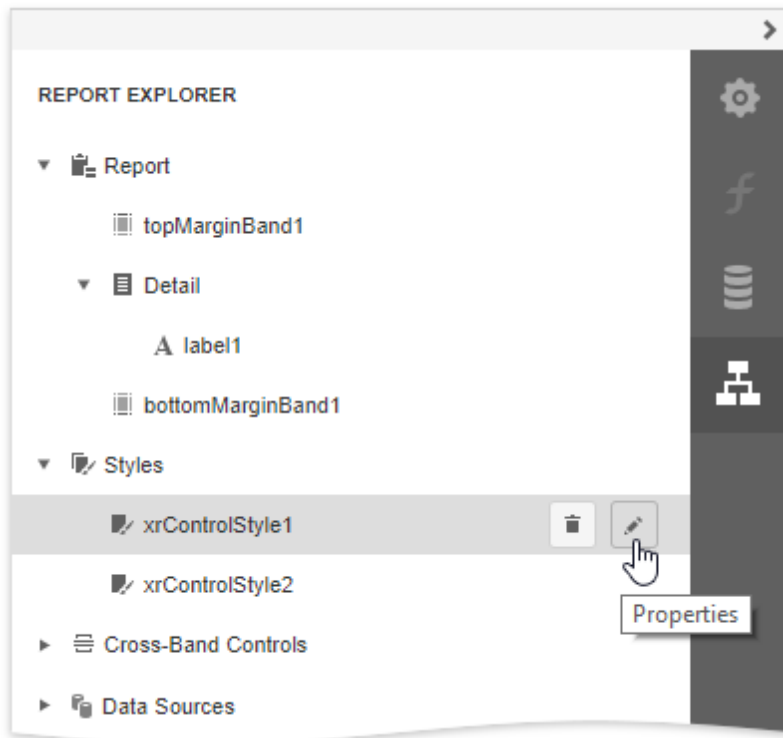 REPORT EXPLORER
Report
topMarginBand1
Detail
label1
bottomMarginBand1
Styles
xrControlStyle1
xrControlStyle2
Properties
Cross-Band Controls
Data Sources